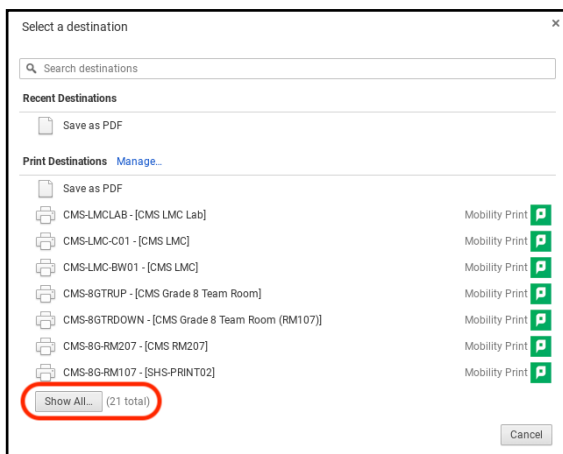 Select a destination ×
Search destinations
Recent Destinations
Save as PDF
Print Destinations Manage...
Save as PDF
CMS-LMCLAB - [CMS LMC Lab] Mobility Print
CMS-LMC-C01 - [CMS LMC] Mobility Print
CMS-LMC-BW01 - [CMS LMC] Mobility Print
CMS-8GTRUP - [CMS Grade 8 Team Room] Mobility Print
CMS-8GTRDOWN - [CMS Grade 8 Team Room (RM107)] Mobility Print
CMS-8G-RM207 - [CMS RM207] Mobility Print
CMS-8G-RM107 - [SHS-PRINT02] Mobility Print
Show All... (21 total)
Cancel